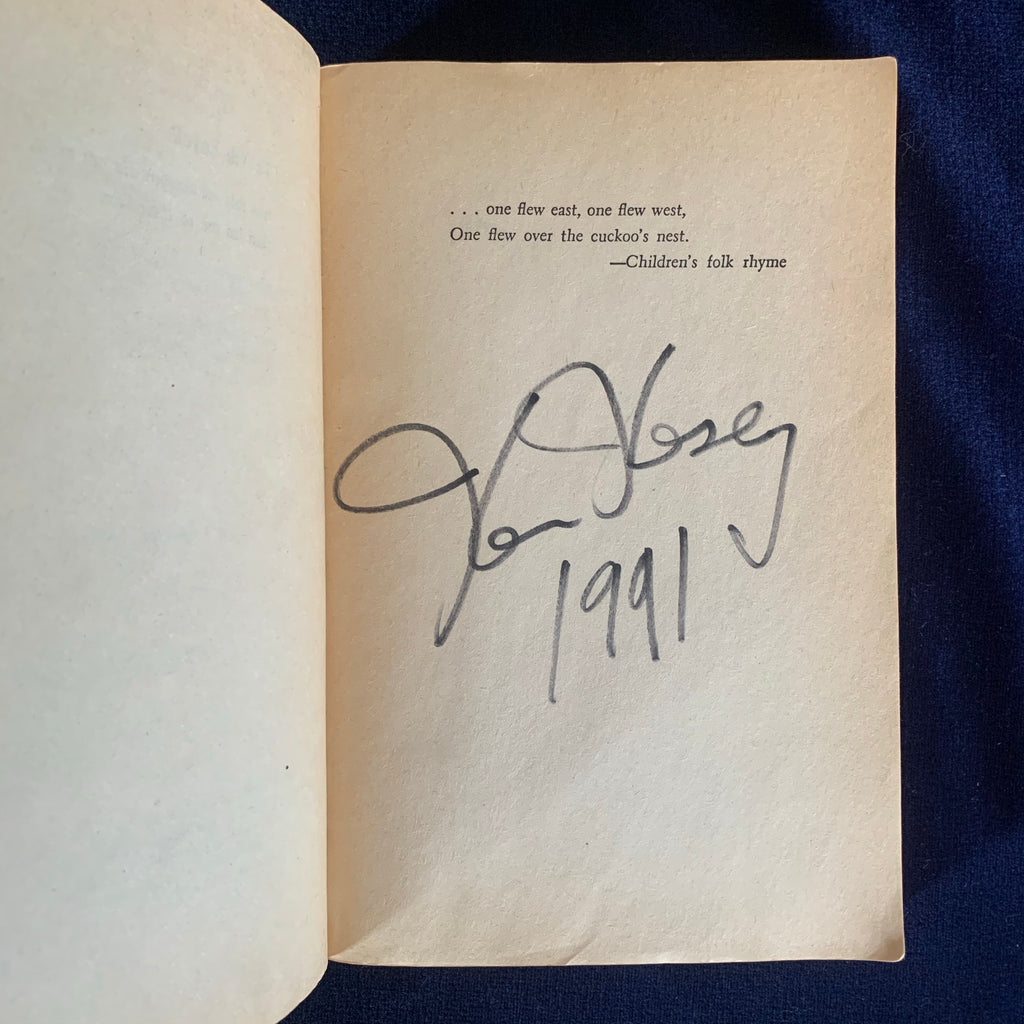 . . . one flew east, one flew west,
One flew over the cuckoo's nest.
—Children's folk rhyme
Ken Kesey
1991